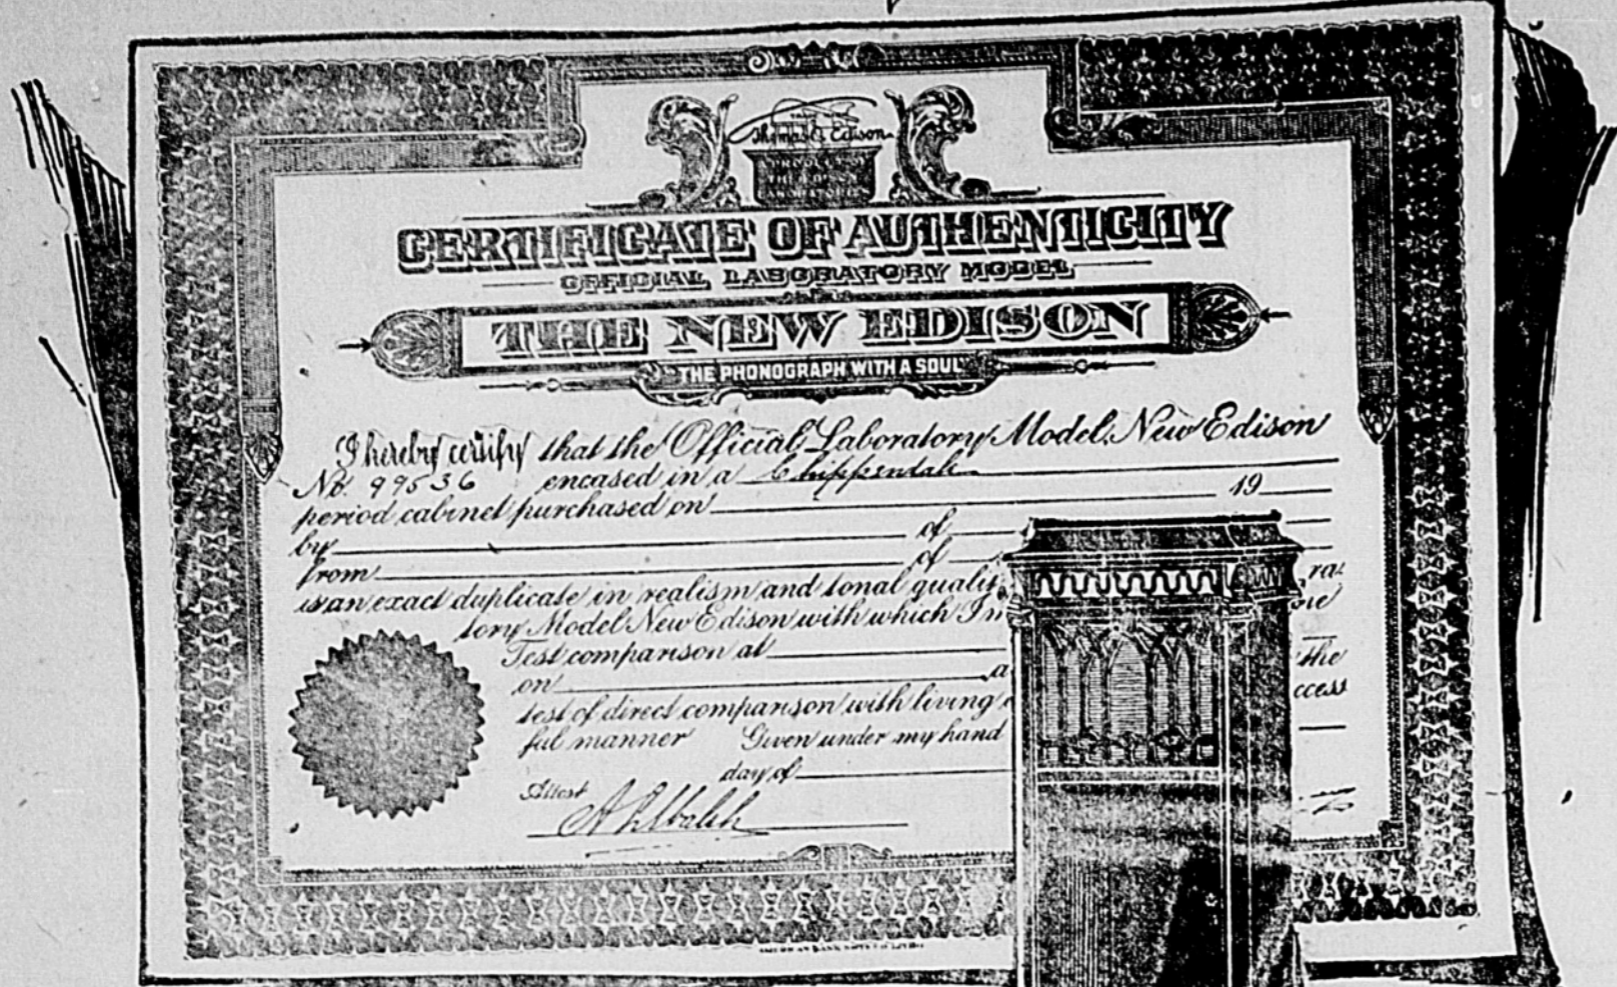 Thomas A Edison
CERTIFICATE OF AUTHENTICITY
OFFICIAL LABORATORY MODEL
THE NEW EDISON
"THE PHONOGRAPH WITH A SOUL"
I hereby certify that the Official Laboratory Model New Edison
No. 99536 encased in a Chippendale
period cabinet purchased on 19
by of
from of
is an exact duplicate in realism and tonal quality ra
tory Model New Edison with which I m
Test comparison at
on a the
test of direct comparison with living ccess
ful manner Given under my hand
day of
Attest